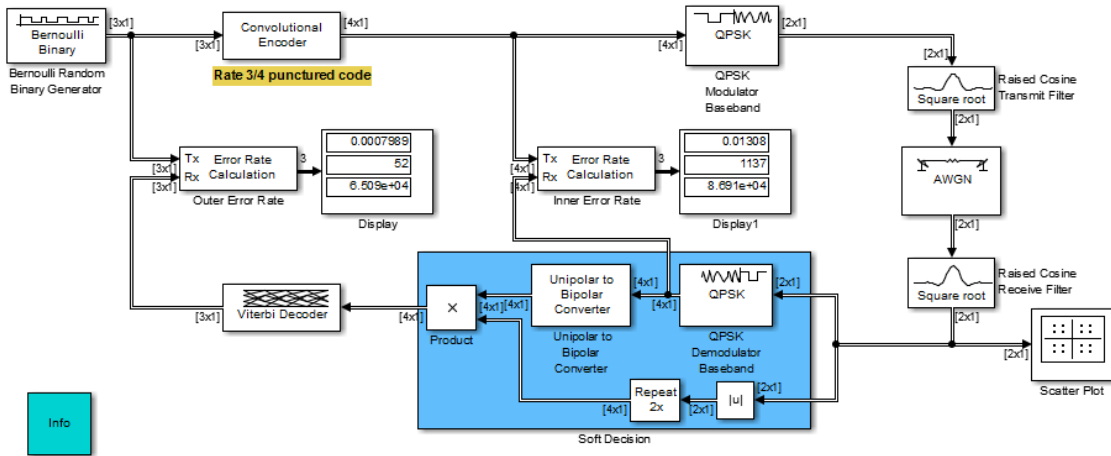 Bernoulli
Binary
Bernoulli Random
Binary Generator
[3x1]
[3x1]
Convolutional
Encoder
[4x1]
Rate 3/4 punctured code
[4x1]
QPSK
QPSK
Modulator
Baseband
[2x1]
[2x1]
Square root
Raised Cosine
Transmit Filter
[2x1]
[2x1]
AWGN
[2x1]
[2x1]
Square root
Raised Cosine
Receive Filter
[2x1]
[2x1]
Scatter Plot
Tx
Rx
[3x1]
[3x1]
Error Rate
Calculation
Outer Error Rate
3
0.0007989
52
6.509e+04
Display
Tx
Rx
[4x1]
[4x1]
Error Rate
Calculation
Inner Error Rate
3
0.01308
1137
8.691e+04
Display1
[3x1]
Viterbi Decoder
[4x1]
×
Product
[4x1]
[4x1]
[4x1]
Unipolar to
Bipolar
Converter
Unipolar to
Bipolar
Converter
[4x1]
[4x1]
QPSK
QPSK
Demodulator
Baseband
[2x1]
[4x1]
Repeat
2x
[2x1]
[2x1]
|u|
[2x1]
Soft Decision
Info